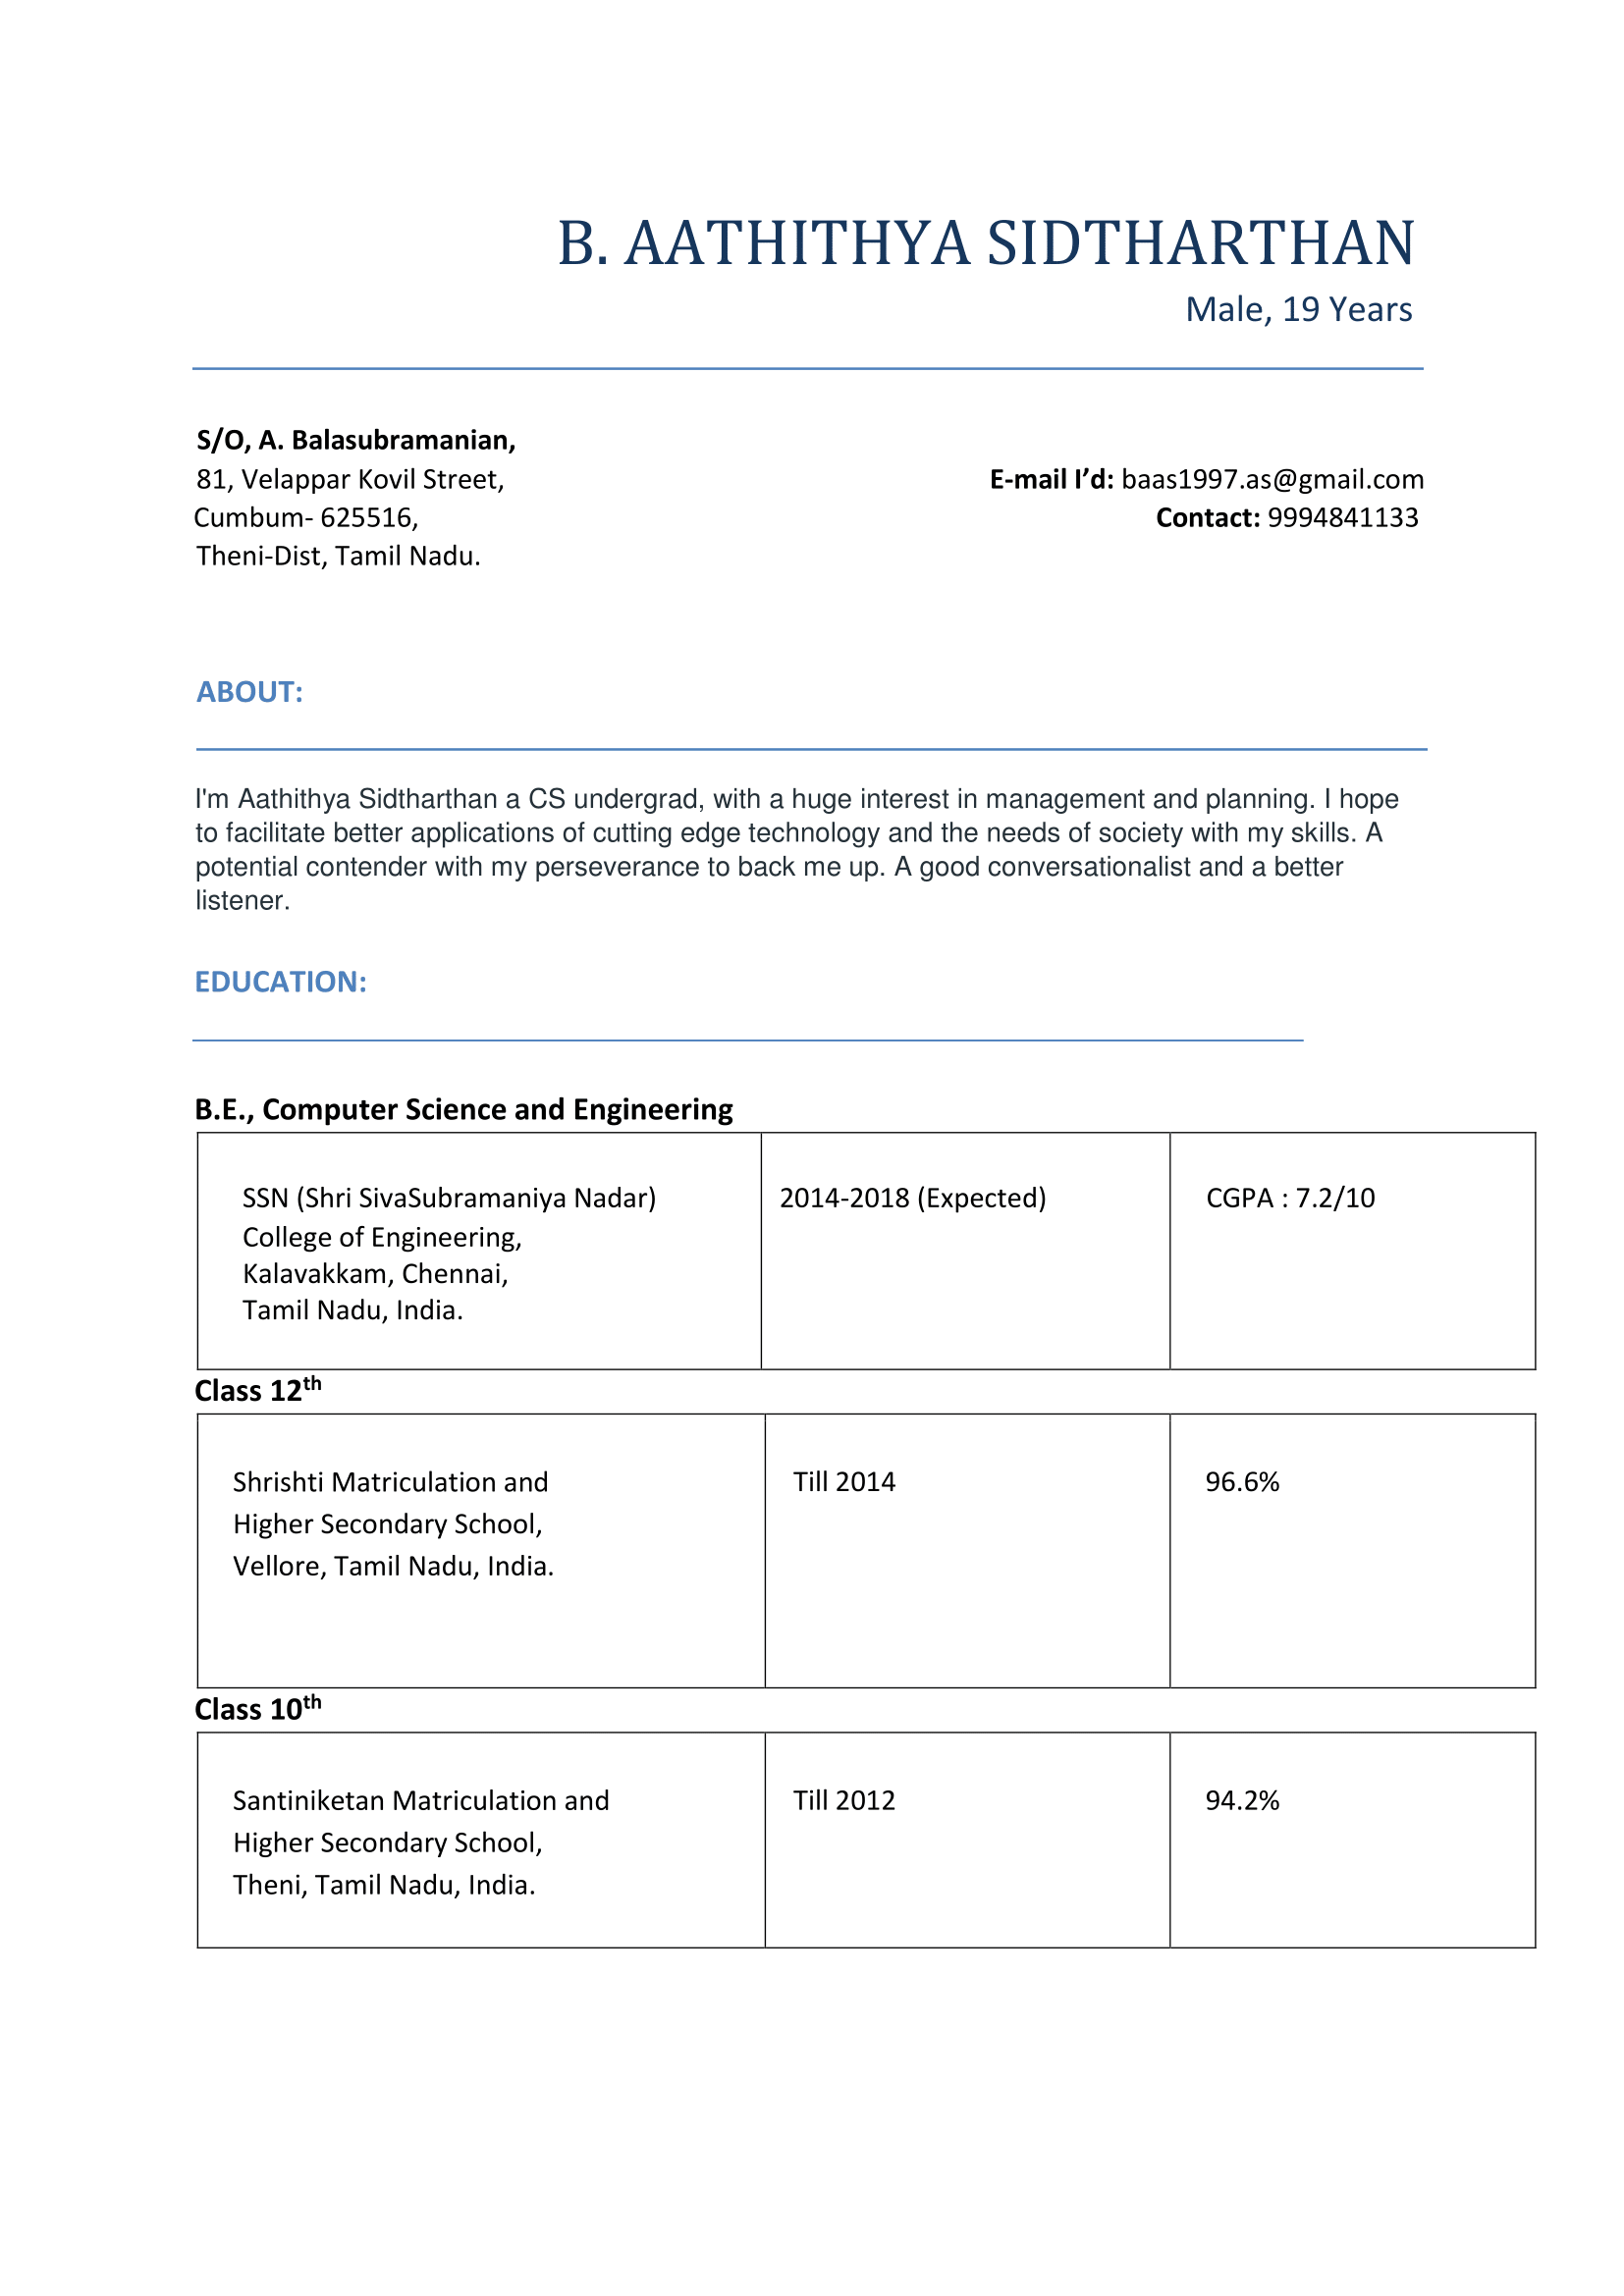 B. AATHITHYA SIDTHARTHAN
Male, 19 Years
S/O, A. Balasubramanian,
81, Velappar Kovil Street,
E-mail I’d: baas1997.as@gmail.com
Cumbum- 625516,
Contact: 9994841133
Theni-Dist, Tamil Nadu.
ABOUT:
I'm Aathithya Sidtharthan a CS undergrad, with a huge interest in management and planning. I hope
to facilitate better applications of cutting edge technology and the needs of society with my skills. A
potential contender with my perseverance to back me up. A good conversationalist and a better
listener.
EDUCATION:
B.E., Computer Science and Engineering
SSN (Shri SivaSubramaniya Nadar)
College of Engineering,
Kalavakkam, Chennai,
Tamil Nadu, India.
2014-2018 (Expected)
CGPA : 7.2/10
Class 12th
Shrishti Matriculation and
Higher Secondary School,
Vellore, Tamil Nadu, India.
Till 2014
96.6%
Class 10th
Santiniketan Matriculation and
Higher Secondary School,
Theni, Tamil Nadu, India.
Till 2012
94.2%